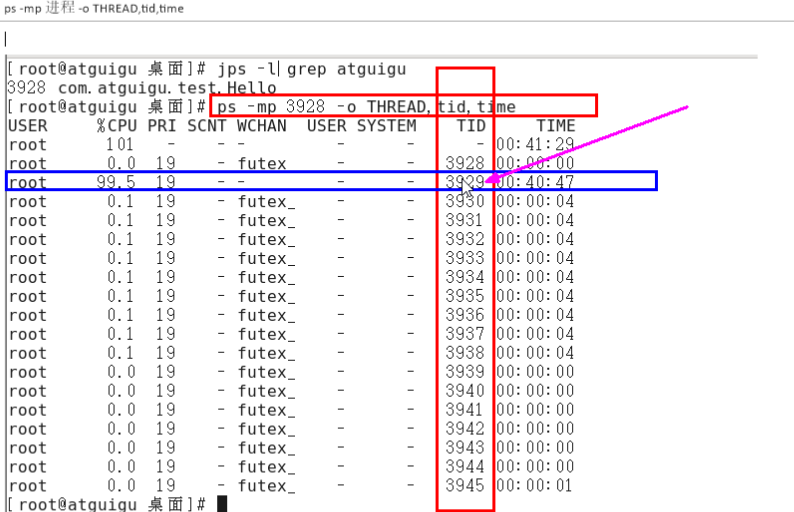 ps -mp 进程 -o THREAD,tid,time
[root@atguigu 桌面]# jps -l| grep atguigu
3928 com.atguigu.test.Hello
[root@atguigu 桌面]# ps -mp 3928 -o THREAD,tid,time
USER %CPU PRI SCNT WCHAN USER SYSTEM TID TIME
root 101 - - - - - - 00:41:29
root 0.0 19 - futex_ - - 3928 00:00:00
root 99.5 19 - - - - 3929 00:40:47
root 0.1 19 - futex_ - - 3930 00:00:04
root 0.1 19 - futex_ - - 3931 00:00:04
root 0.1 19 - futex_ - - 3932 00:00:04
root 0.1 19 - futex_ - - 3933 00:00:04
root 0.1 19 - futex_ - - 3934 00:00:04
root 0.1 19 - futex_ - - 3935 00:00:04
root 0.1 19 - futex_ - - 3936 00:00:04
root 0.1 19 - futex_ - - 3937 00:00:04
root 0.1 19 - futex_ - - 3938 00:00:04
root 0.0 19 - futex_ - - 3939 00:00:00
root 0.0 19 - futex_ - - 3940 00:00:00
root 0.0 19 - futex_ - - 3941 00:00:00
root 0.0 19 - futex_ - - 3942 00:00:00
root 0.0 19 - futex_ - - 3943 00:00:00
root 0.0 19 - futex_ - - 3944 00:00:00
root 0.0 19 - futex_ - - 3945 00:00:01
[root@atguigu 桌面]#